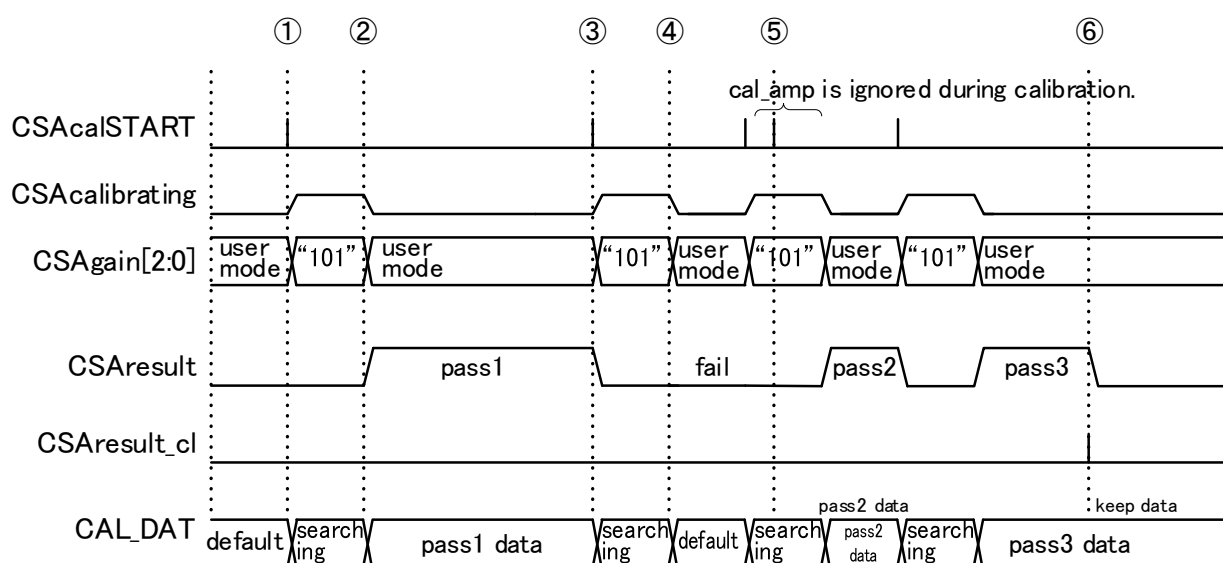 ① ② ③ ④ ⑤ ⑥
cal_amp is ignored during calibration.
CSAcalSTART
CSAcalibrating
CSAgain[2:0]
user mode
“101”
user mode
“101”
user mode
“101”
user mode
“101”
user mode
CSAresult
pass1
fail
pass2
pass3
CSAresult_cl
pass2 data
keep data
CAL_DAT
default
search
ing
pass1 data
search
ing
default
search
ing
pass2
data
search
ing
pass3 data